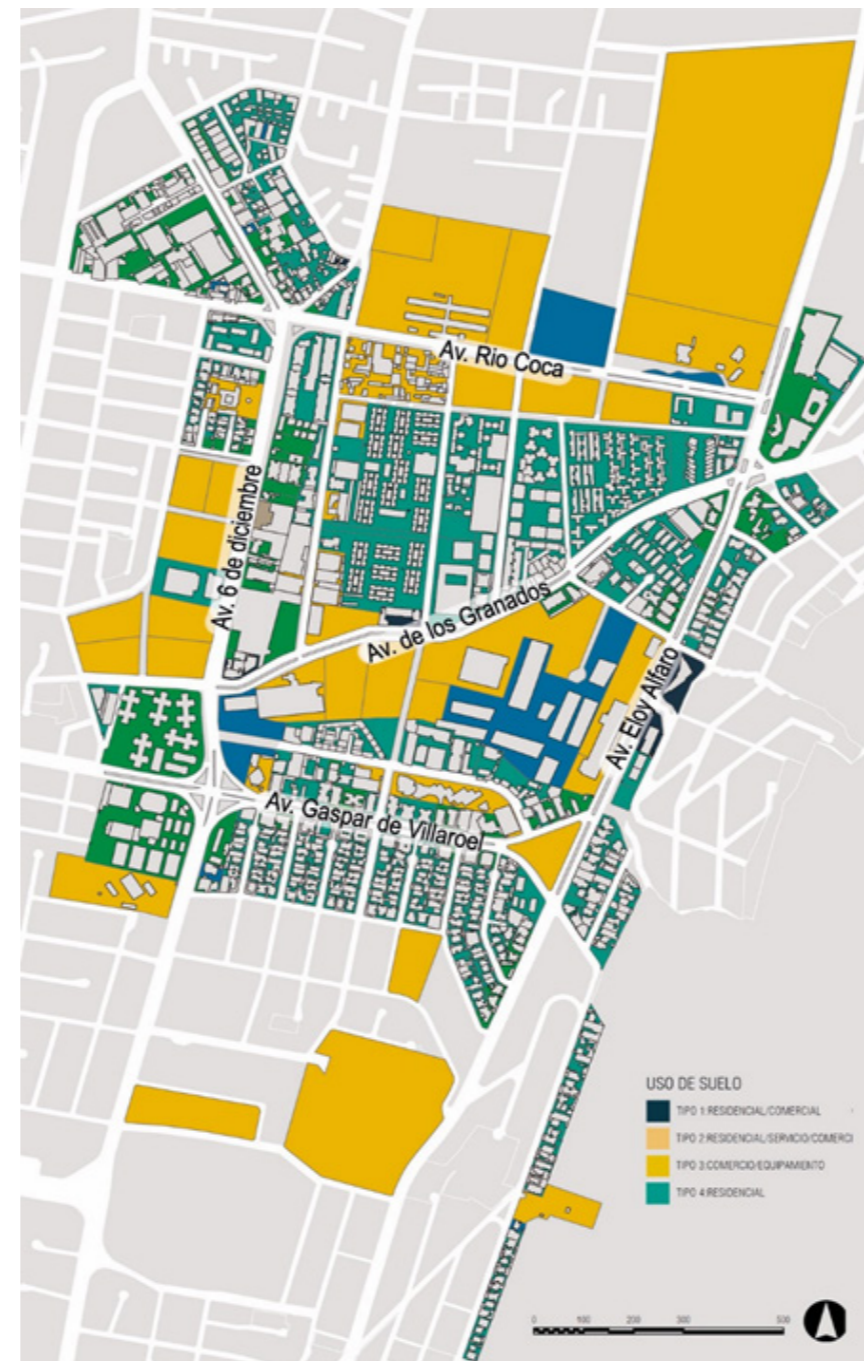 Av. Rio Coca
Av. 6 de diciembre
Av. de los Granados
Av. Eloy Alfaro
Av. Gaspar de Villaroel
USO DE SUELO
TIPO 1:RESIDENCIAL/COMERCIAL
TIPO 2:RESIDENCIAL/SERVICIO/COMERCI
TIPO 3:COMERCIO/EQUIPAMIENTO
TIPO 4:RESIDENCIAL
0 100 200 300 500